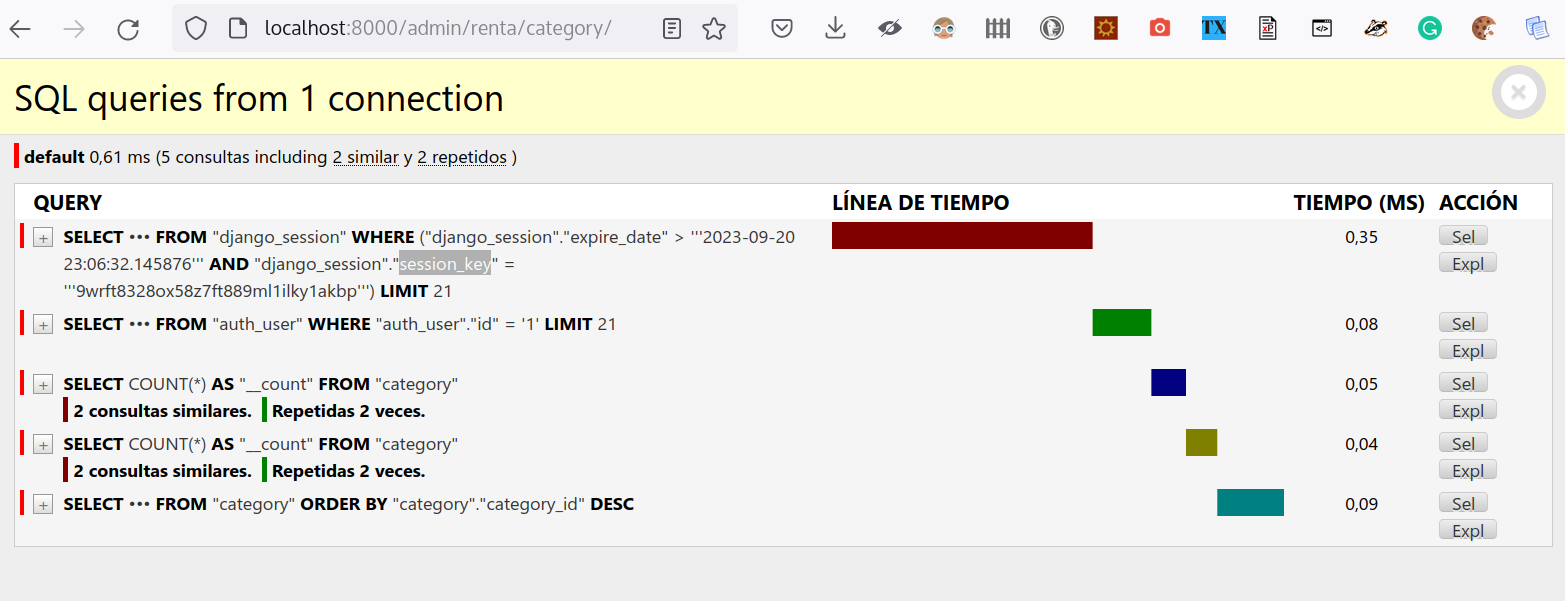 localhost:8000/admin/renta/category/
TX
XP
</>
G
SQL queries from 1 connection
default 0,61 ms (5 consultas including 2 similar y 2 repetidos )
QUERY LÍNEA DE TIEMPO TIEMPO (MS) ACCIÓN
+ SELECT ••• FROM "django_session" WHERE ("django_session"."expire_date" > '''2023-09-20 0,35 Sel
23:06:32.145876''' AND "django_session"."session_key" = Expl
'''9wrft8328ox58z7ft889ml1ilky1akbp''') LIMIT 21
+ SELECT ••• FROM "auth_user" WHERE "auth_user"."id" = '1' LIMIT 21 0,08 Sel
Expl
+ SELECT COUNT(*) AS "__count" FROM "category" 0,05 Sel
2 consultas similares. Repetidas 2 veces. Expl
+ SELECT COUNT(*) AS "__count" FROM "category" 0,04 Sel
2 consultas similares. Repetidas 2 veces. Expl
+ SELECT ••• FROM "category" ORDER BY "category"."category_id" DESC 0,09 Sel
Expl